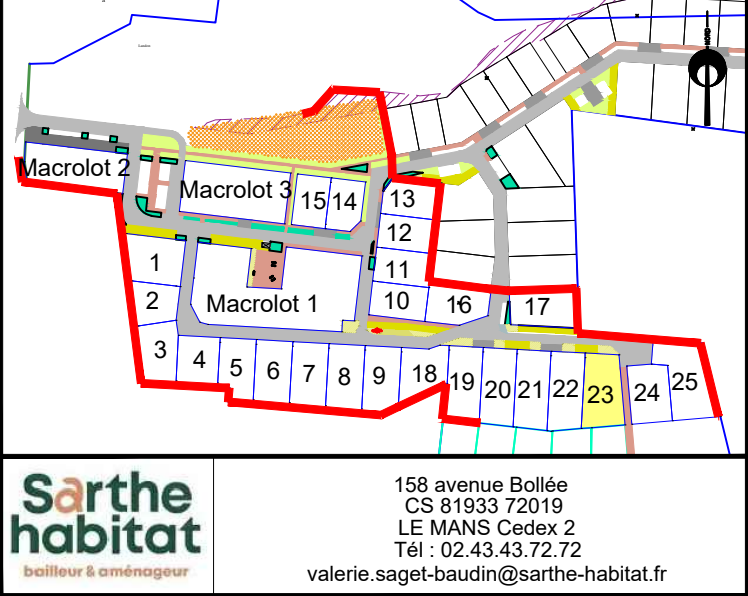 NORD
Macrolot 2
Macrolot 3
15 14
13
12
11
10
16
17
1
2
3
Macrolot 1
4 5 6 7 8 9 18 19 20 21 22 23 24 25
Sarthe
habitat
bailleur & aménageur
158 avenue Bollée
CS 81933 72019
LE MANS Cedex 2
Tél : 02.43.43.72.72
valerie.saget-baudin@sarthe-habitat.fr